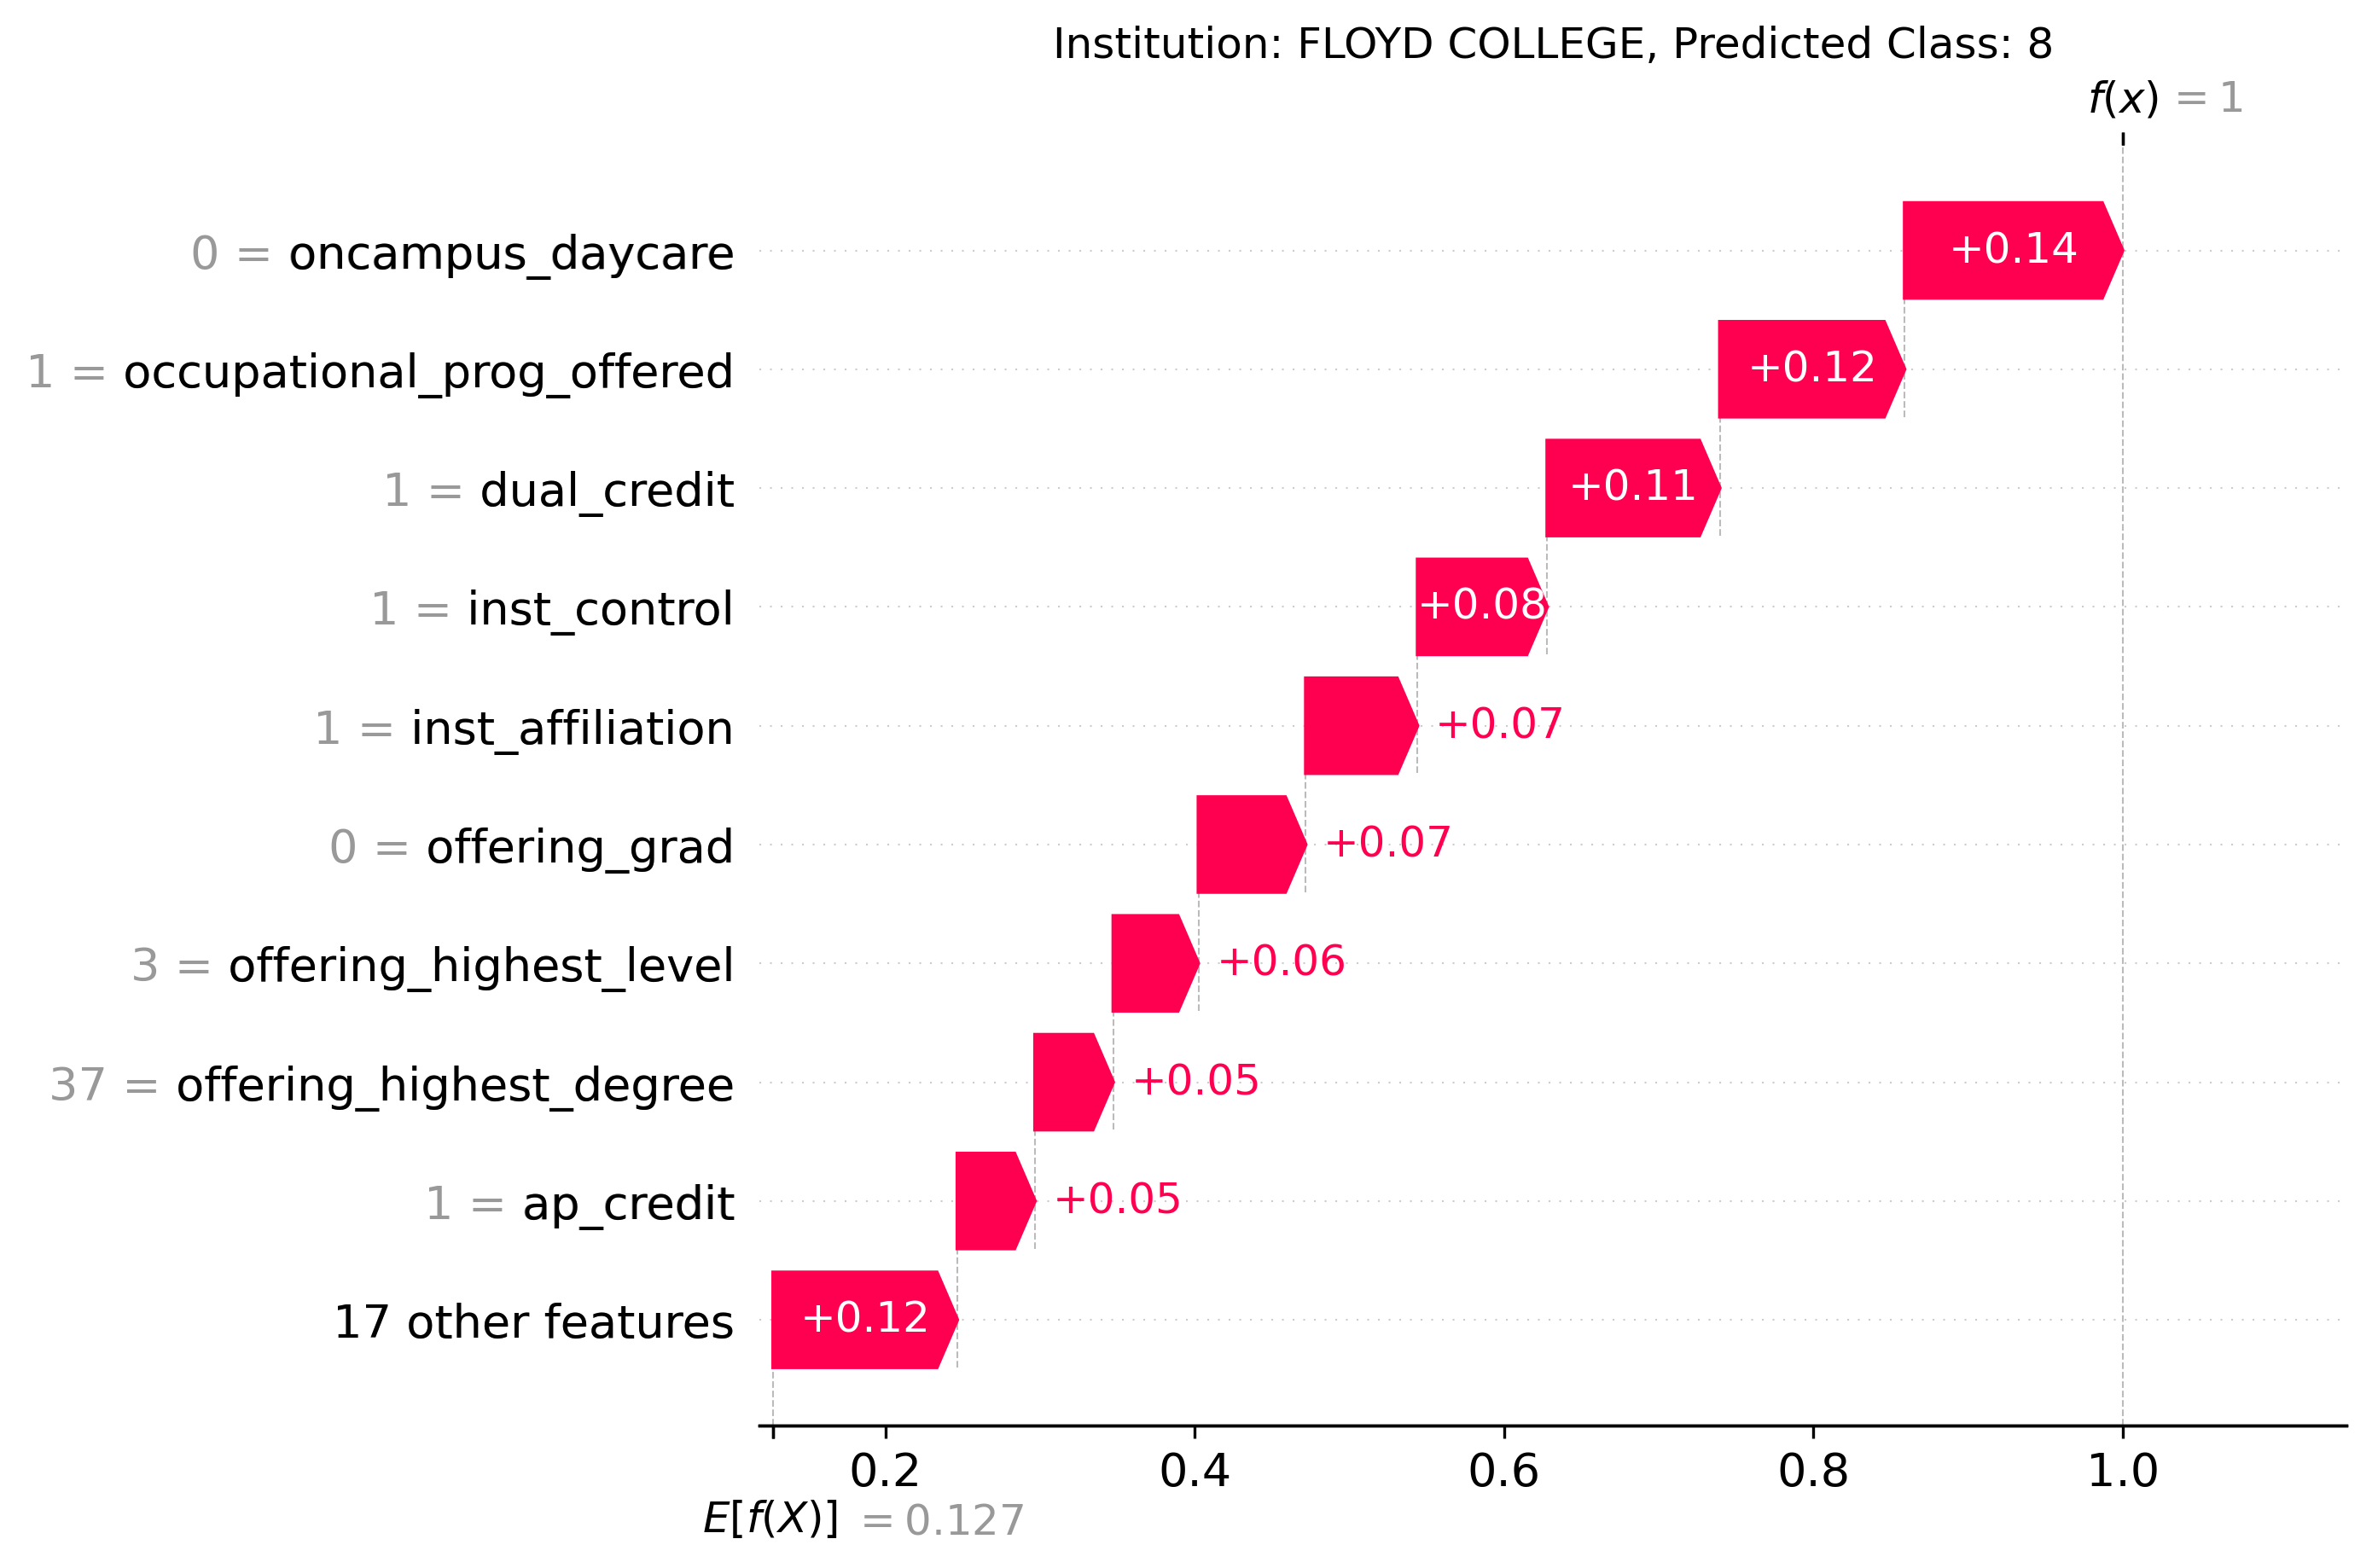 Institution: FLOYD COLLEGE, Predicted Class: 8
f(x) = 1
0 = oncampus_daycare +0.14
1 = occupational_prog_offered +0.12
1 = dual_credit +0.11
1 = inst_control +0.08
1 = inst_affiliation +0.07
0 = offering_grad +0.07
3 = offering_highest_level +0.06
37 = offering_highest_degree +0.05
1 = ap_credit +0.05
17 other features +0.12
0.2 0.4 0.6 0.8 1.0
E[f(X)] = 0.127